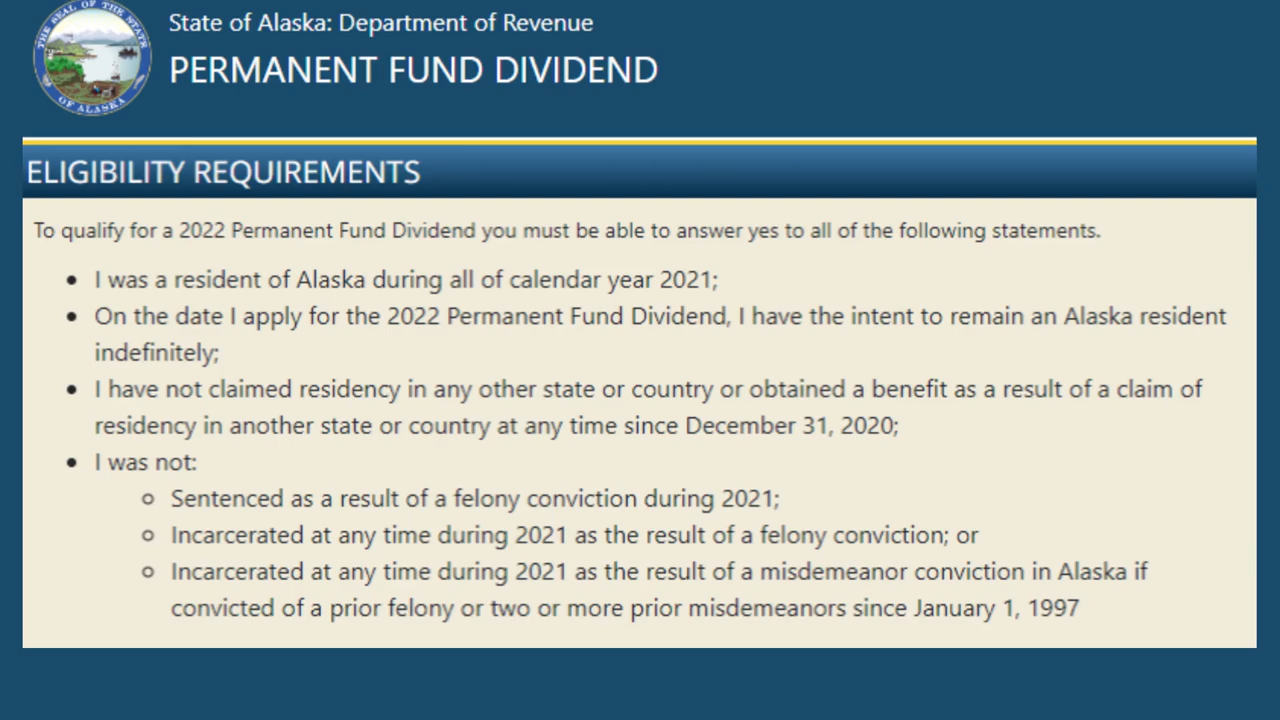 THE SEAL OF THE STATE
OF ALASKA
State of Alaska: Department of Revenue
PERMANENT FUND DIVIDEND
ELIGIBILITY REQUIREMENTS
To qualify for a 2022 Permanent Fund Dividend you must be able to answer yes to all of the following statements.
• I was a resident of Alaska during all of calendar year 2021;
• On the date I apply for the 2022 Permanent Fund Dividend, I have the intent to remain an Alaska resident
indefinitely;
• I have not claimed residency in any other state or country or obtained a benefit as a result of a claim of
residency in another state or country at any time since December 31, 2020;
• I was not:
o Sentenced as a result of a felony conviction during 2021;
o Incarcerated at any time during 2021 as the result of a felony conviction; or
o Incarcerated at any time during 2021 as the result of a misdemeanor conviction in Alaska if
convicted of a prior felony or two or more prior misdemeanors since January 1, 1997